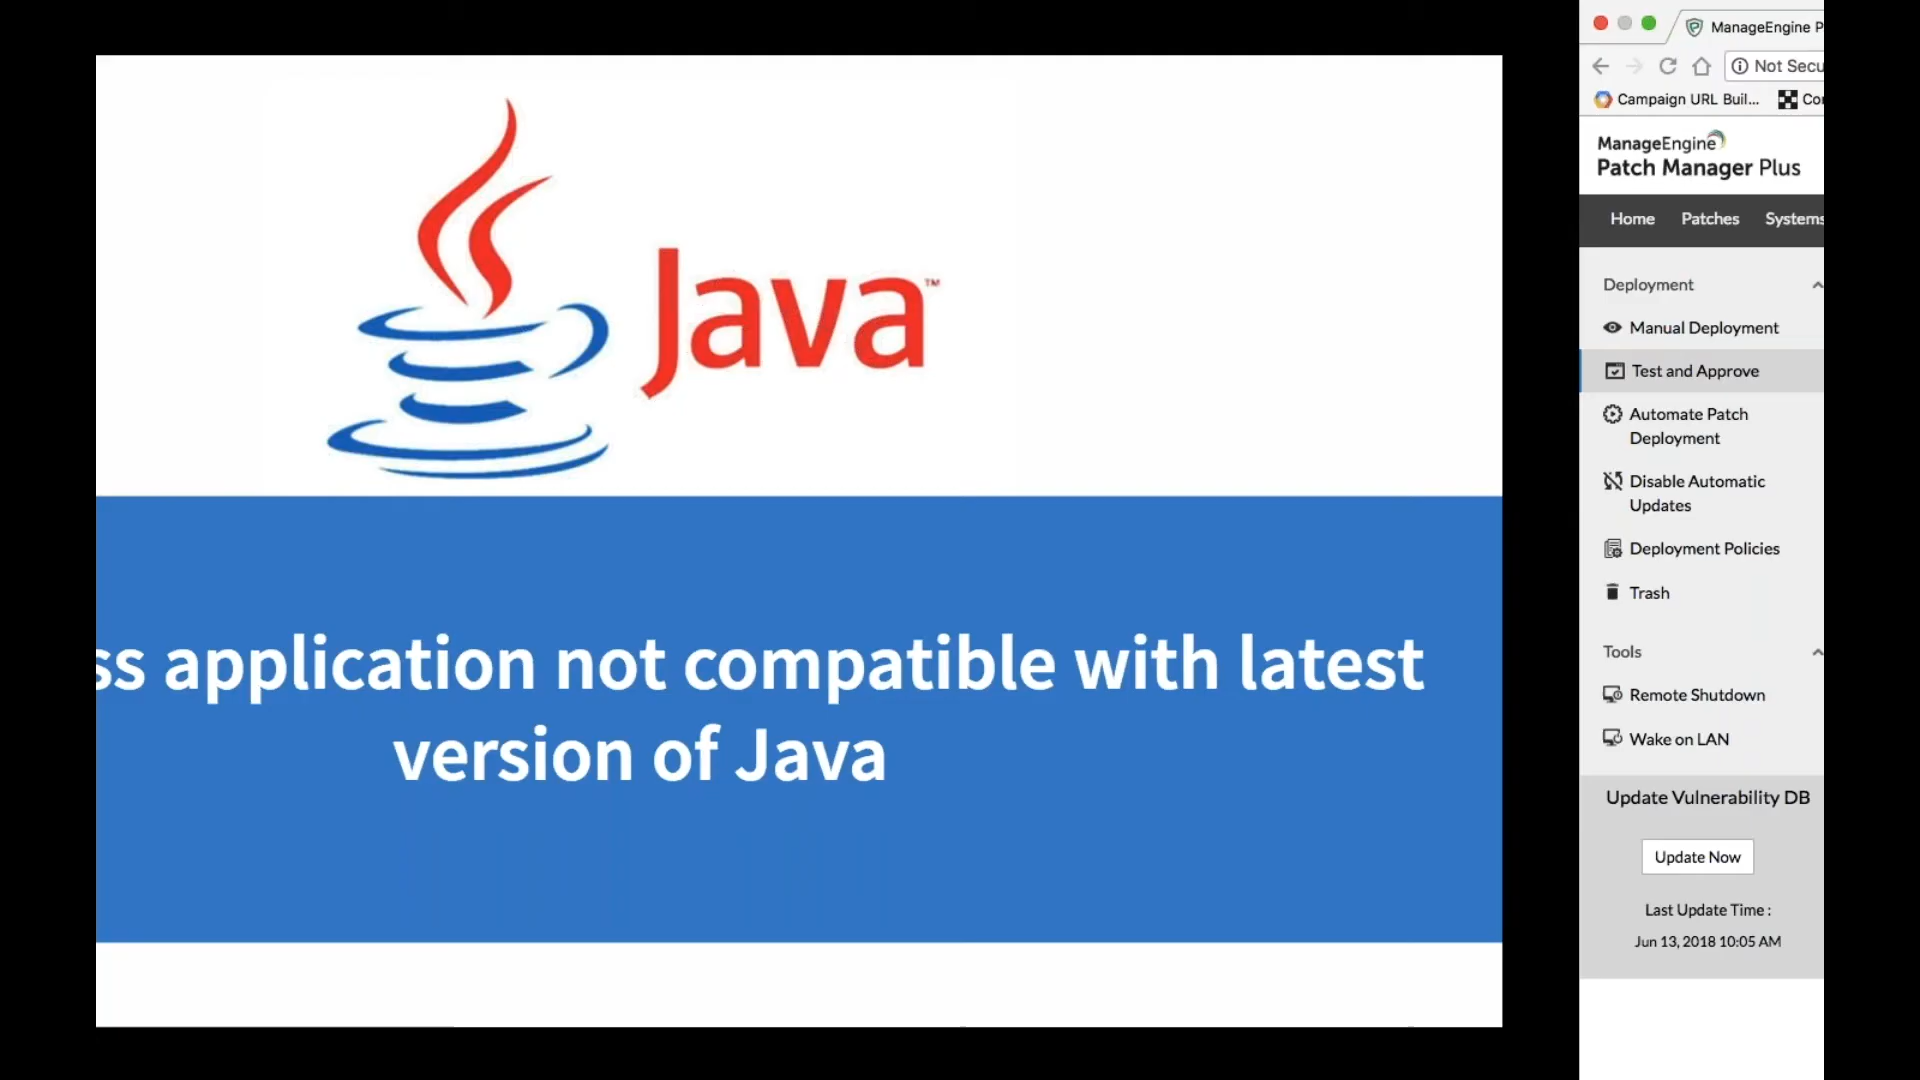 Java™
ss application not compatible with latest
version of Java
ManageEngine P
Not Secu
Campaign URL Buil...
Co
ManageEngine
Patch Manager Plus
Home Patches Systems
Deployment
Manual Deployment
Test and Approve
Automate Patch
Deployment
Disable Automatic
Updates
Deployment Policies
Trash
Tools
Remote Shutdown
Wake on LAN
Update Vulnerability DB
Update Now
Last Update Time :
Jun 13, 2018 10:05 AM